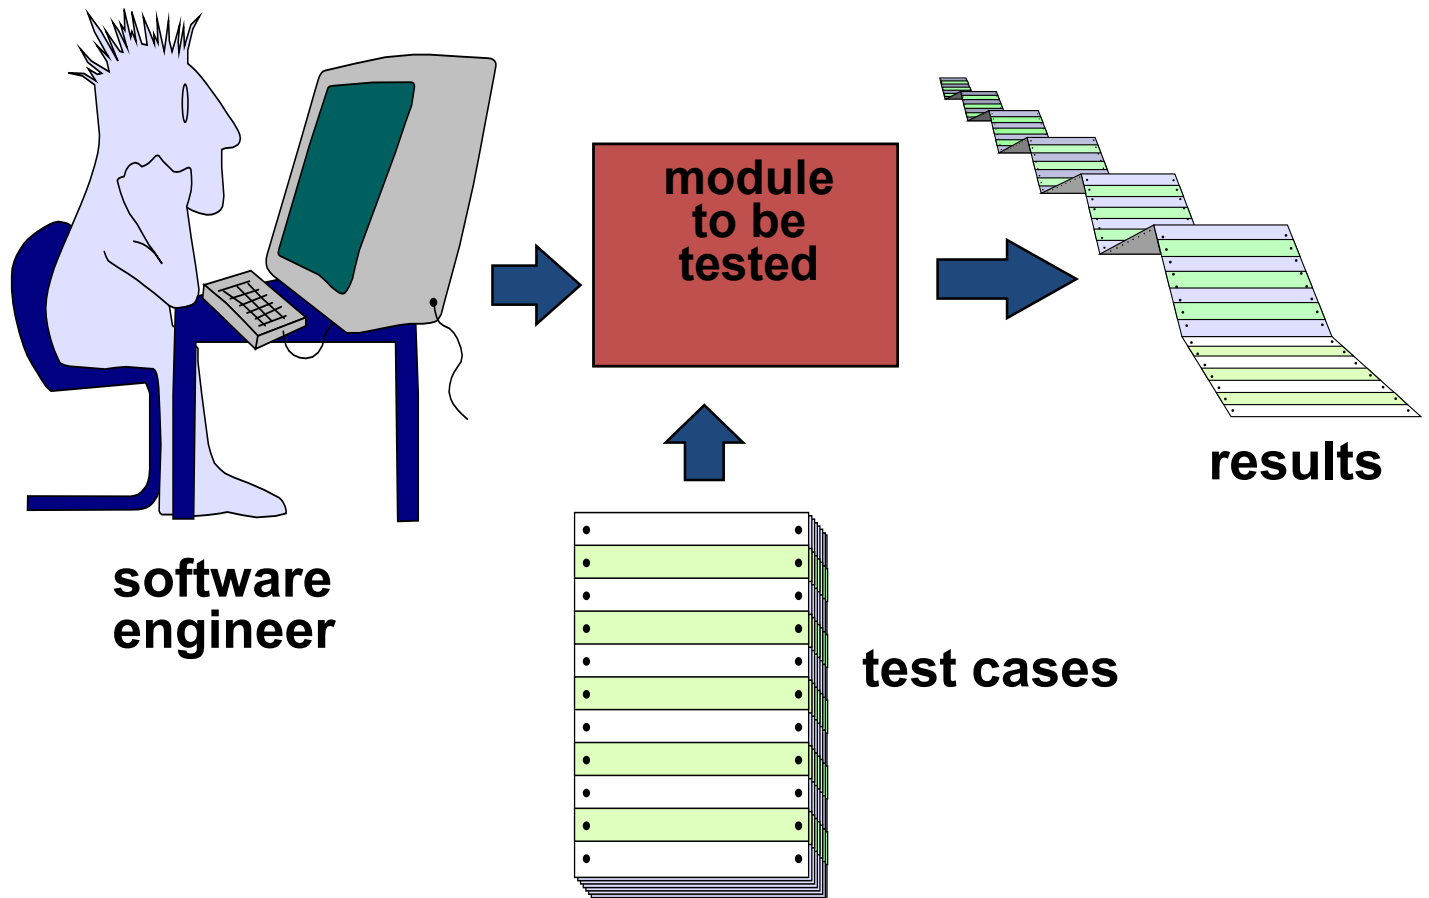 module
to be
tested
results
software
engineer
test cases